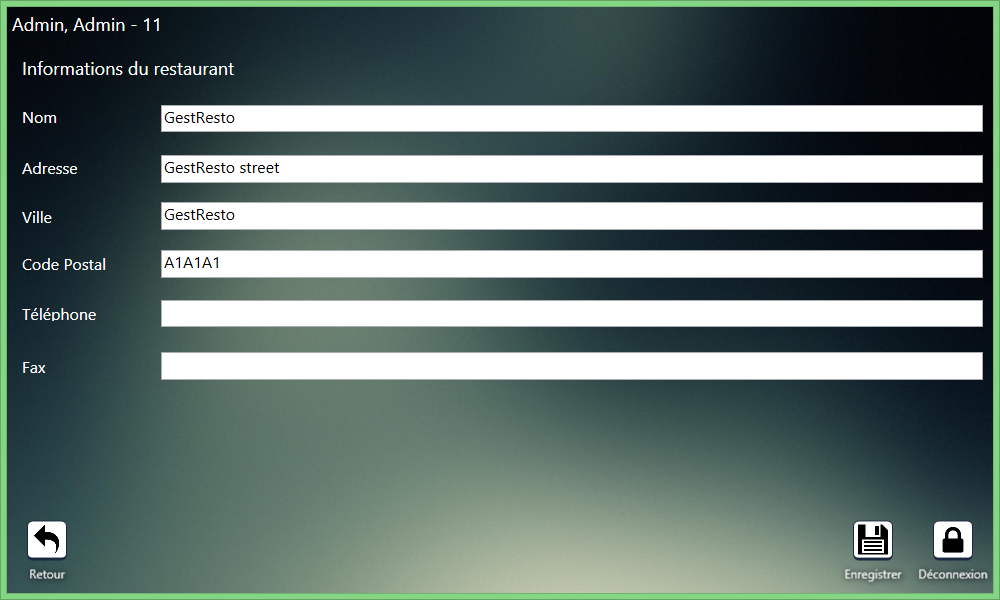 Admin, Admin - 11
Informations du restaurant
Nom GestResto
Adresse GestResto street
Ville GestResto
Code Postal A1A1A1
Téléphone
Fax
Retour Enregistrer Déconnexion